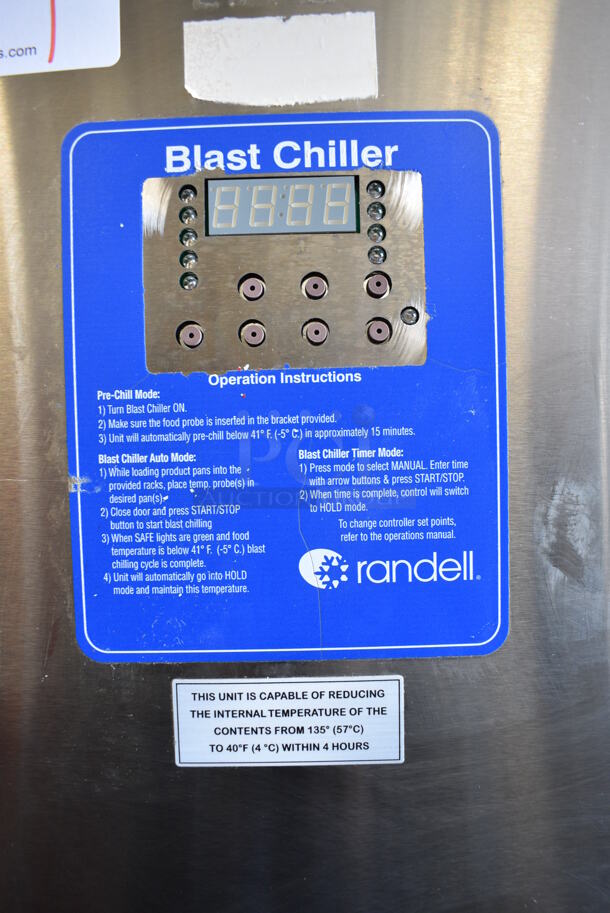 s.com
Blast Chiller
Operation Instructions
Pre-Chill Mode:
1) Turn Blast Chiller ON.
2) Make sure the food probe is inserted in the bracket provided.
3) Unit will automatically pre-chill below 41° F. (-5° C.) in approximately 15 minutes.
Blast Chiller Auto Mode:
1) While loading product pans into the
provided racks, place temp. probe(s) in
desired pan(s)
2) Close door and press START/STOP
button to start blast chilling
3) When SAFE lights are green and food
temperature is below 41° F. (-5° C.) blast
chilling cycle is complete.
4) Unit will automatically go into HOLD
mode and maintain this temperature.
Blast Chiller Timer Mode:
1) Press mode to select MANUAL. Enter time
with arrow buttons & press START/STOP.
2) When time is complete, control will switch
to HOLD mode.
To change controller set points,
refer to the operations manual.
randell.
THIS UNIT IS CAPABLE OF REDUCING
THE INTERNAL TEMPERATURE OF THE
CONTENTS FROM 135° (57°C)
TO 40°F (4 °C) WITHIN 4 HOURS